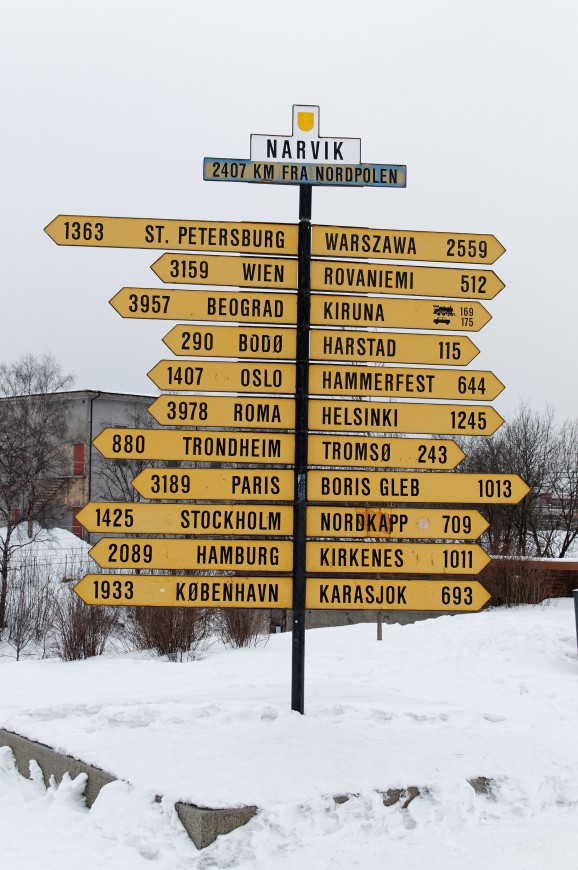 NARVIK
2407 KM FRA NORDPOLEN
1363 ST. PETERSBURG
WARSZAWA 2559
3159 WIEN
ROVANIEMI 512
3957 BEOGRAD
KIRUNA 169
175
290 BODØ
HARSTAD 115
1407 OSLO
HAMMERFEST 644
3978 ROMA
HELSINKI 1245
880 TRONDHEIM
TROMSØ 243
3189 PARIS
BORIS GLEB 1013
1425 STOCKHOLM
NORDKAPP 709
2089 HAMBURG
KIRKENES 1011
1933 KØBENHAVN
KARASJOK 693